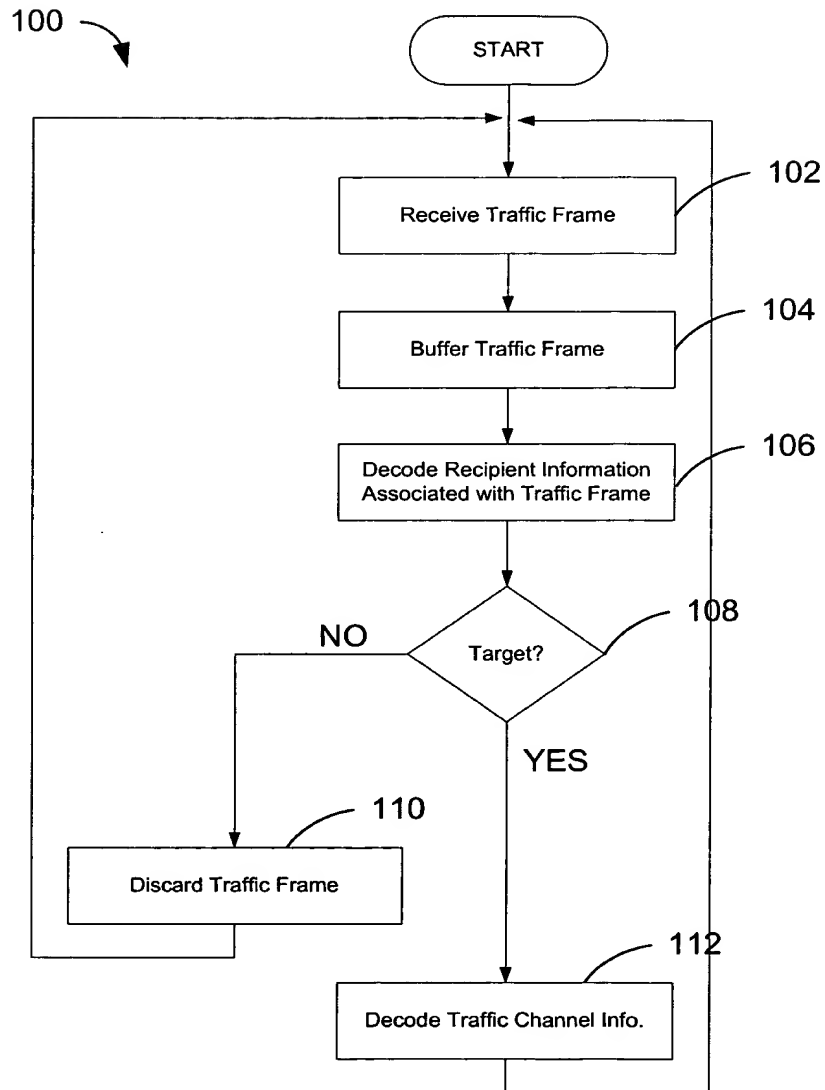 100
START
102
Receive Traffic Frame
104
Buffer Traffic Frame
106
Decode Recipient Information
Associated with Traffic Frame
108
NO
Target?
YES
110
Discard Traffic Frame
112
Decode Traffic Channel Info.